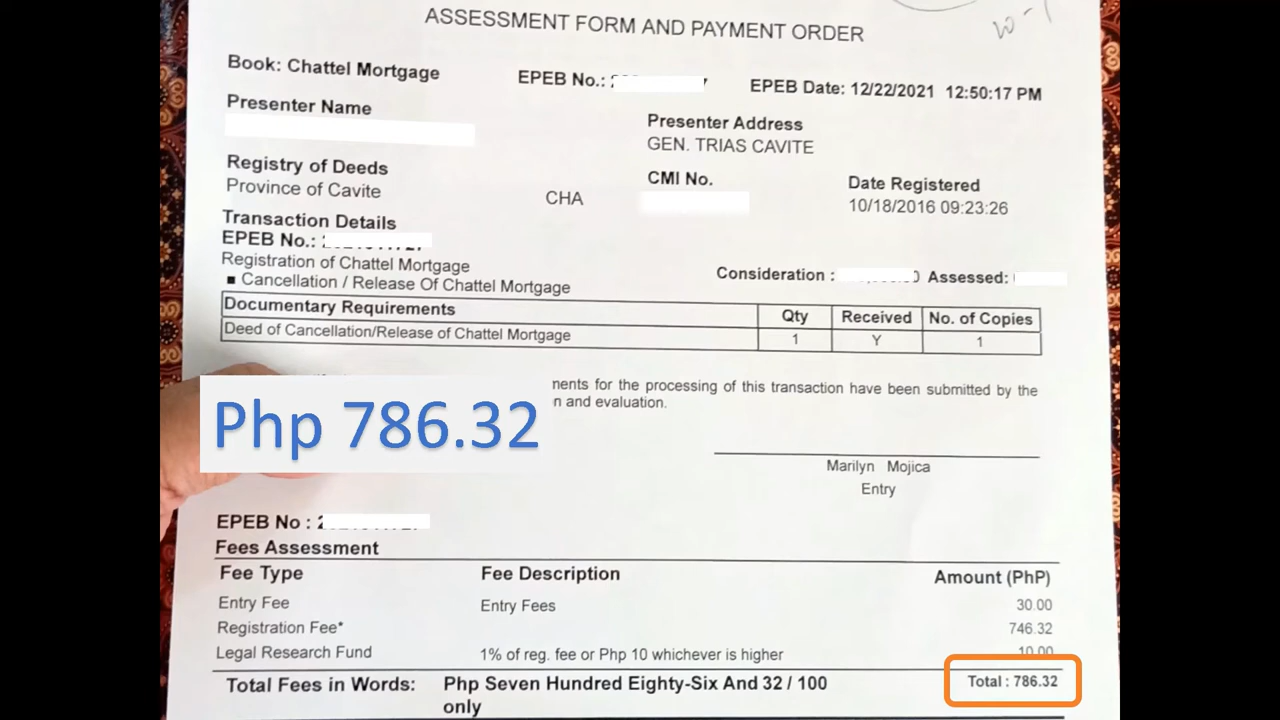 ASSESSMENT FORM AND PAYMENT ORDER
Book: Chattel Mortgage EPEB No.: EPEB Date: 12/22/2021 12:50:17 PM
Presenter Name
Presenter Address
GEN. TRIAS CAVITE
Registry of Deeds
Province of Cavite
CHA
CMI No.
Date Registered
10/18/2016 09:23:26
Transaction Details
EPEB No.:
Registration of Chattel Mortgage
■ Cancellation / Release Of Chattel Mortgage
Consideration : Assessed:
Documentary Requirements Qty Received No. of Copies
Deed of Cancellation/Release of Chattel Mortgage 1 Y 1
for the processing of this transaction have been submitted by the
and evaluation.
Php 786.32
Marilyn Mojica
Entry
EPEB No :
Fees Assessment
Fee Type Fee Description Amount (PhP)
Entry Fee Entry Fees 30.00
Registration Fee* 746.32
Legal Research Fund 1% of reg. fee or Php 10 whichever is higher 10.00
Total Fees in Words: Php Seven Hundred Eighty-Six And 32 / 100
only
Total : 786.32